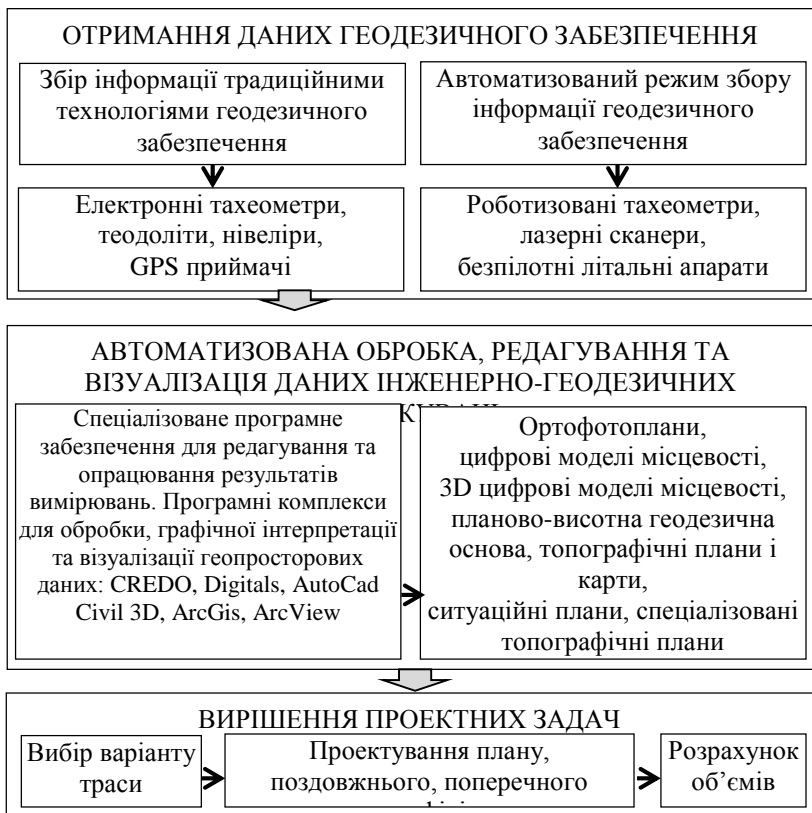 ОТРИМАННЯ ДАНИХ ГЕОДЕЗИЧНОГО ЗАБЕЗПЕЧЕННЯ
Збір інформації традиційними
технологіями геодезичного
забезпечення
Автоматизований режим збору
інформації геодезичного
забезпечення
Електронні тахеометри,
теодоліти, нівеліри,
GPS приймачі
Роботизовані тахеометри,
лазерні сканери,
безпілотні літальні апарати
АВТОМАТИЗОВАНА ОБРОБКА, РЕДАГУВАННЯ ТА
ВІЗУАЛІЗАЦІЯ ДАНИХ ІНЖЕНЕРНО-ГЕОДЕЗИЧНИХ
Спеціалізоване програмне
забезпечення для редагування та
опрацювання результатів
вимірювань. Програмні комплекси
для обробки, графічної інтерпретації
та візуалізації геопросторових
даних: CREDO, Digitals, AutoCad
Civil 3D, ArcGis, ArcView
Ортофотоплани,
цифрові моделі місцевості,
3D цифрові моделі місцевості,
планово-висотна геодезична
основа, топографічні плани і
карти,
ситуаційні плани, спеціалізовані
топографічні плани
ВИРІШЕННЯ ПРОЕКТНИХ ЗАДАЧ
Вибір варіанту
траси
Проектування плану,
поздовжнього, поперечного
Розрахунок
об’ємів